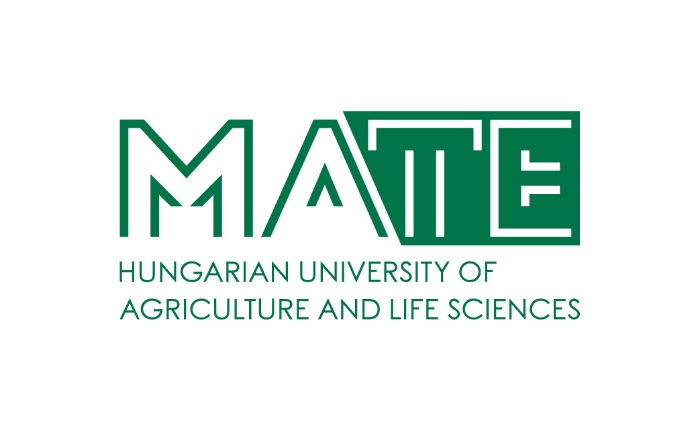 MATE
HUNGARIAN UNIVERSITY OF
AGRICULTURE AND LIFE SCIENCES